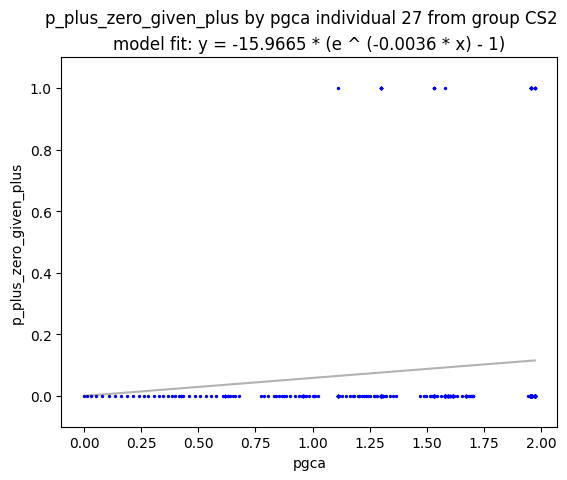 p_plus_zero_given_plus by pgca individual 27 from group CS2
model fit: y = -15.9665 * (e ^ (-0.0036 * x) - 1)
p_plus_zero_given_plus
1.0
0.8
0.6
0.4
0.2
0.0
0.00 0.25 0.50 0.75 1.00 1.25 1.50 1.75 2.00
pgca